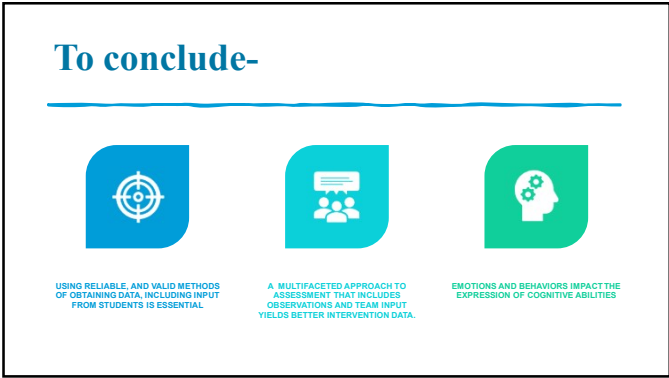 To conclude-
USING RELIABLE, AND VALID METHODS
OF OBTAINING DATA, INCLUDING INPUT
FROM STUDENTS IS ESSENTIAL
A MULTIFACETED APPROACH TO
ASSESSMENT THAT INCLUDES
OBSERVATIONS AND TEAM INPUT
YIELDS BETTER INTERVENTION DATA.
EMOTIONS AND BEHAVIORS IMPACT THE
EXPRESSION OF COGNITIVE ABILITIES